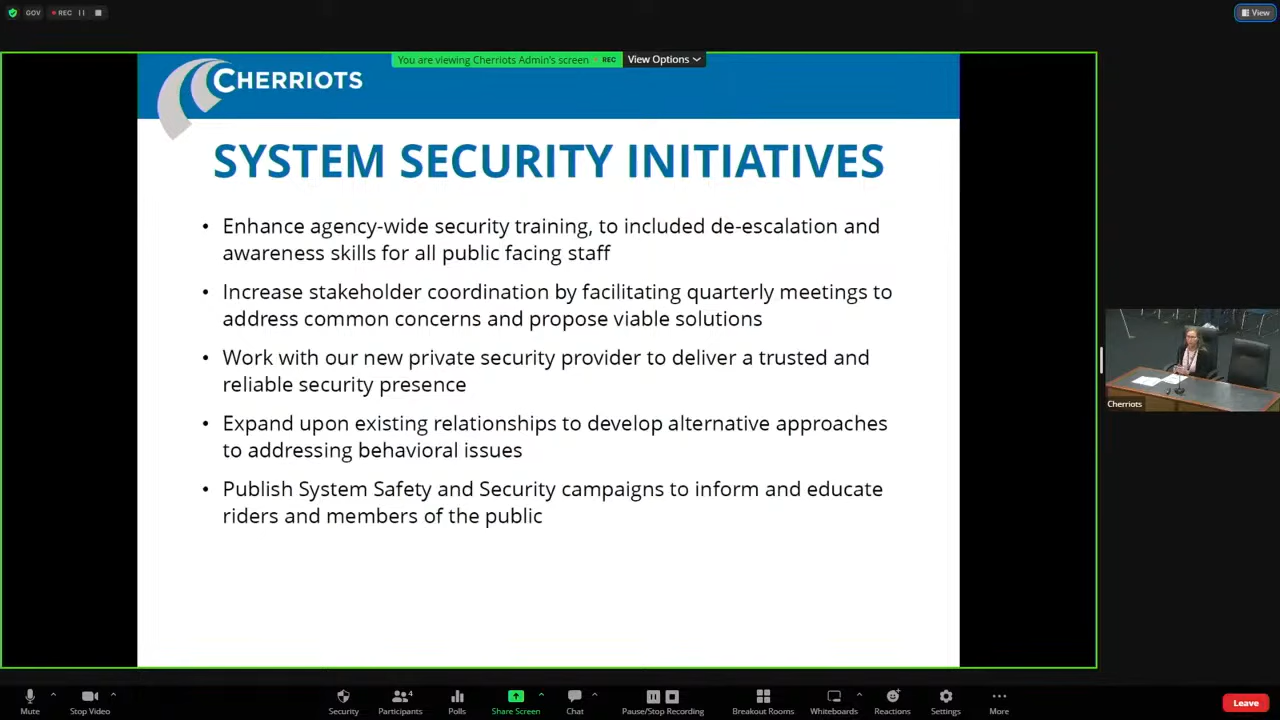 GOV
REC
View
You are viewing Cherriots Admin's screen REC View Options
CHERRIOTS
SYSTEM SECURITY INITIATIVES
• Enhance agency-wide security training, to included de-escalation and
awareness skills for all public facing staff
• Increase stakeholder coordination by facilitating quarterly meetings to
address common concerns and propose viable solutions
• Work with our new private security provider to deliver a trusted and
reliable security presence
• Expand upon existing relationships to develop alternative approaches
to addressing behavioral issues
• Publish System Safety and Security campaigns to inform and educate
riders and members of the public
Cherriots
4
Mute
Stop Video
Security
Participants
Polls
Share Screen
Chat
Pause/Stop Recording
Breakout Rooms
Whiteboards
Reactions
Settings
More
Leave